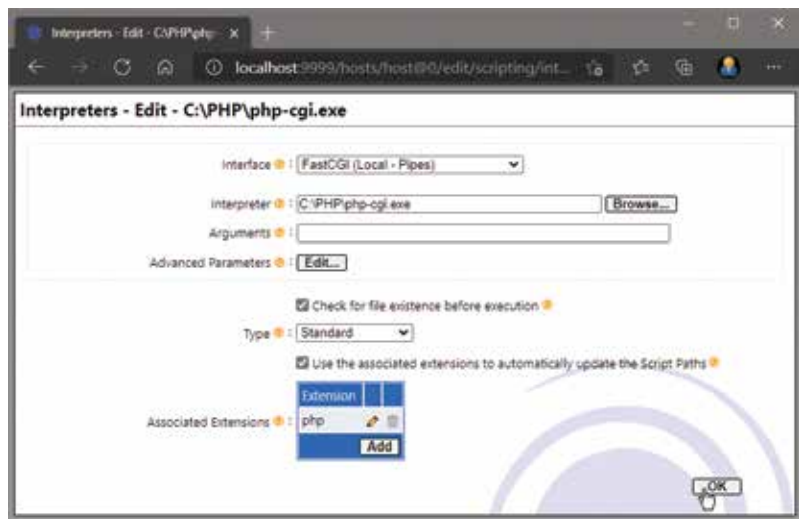 Interpreters - Edit - C:\PHP\php-
localhost:9999/hosts/host@0/edit/scripting/int...
Interpreters - Edit - C:\PHP\php-cgi.exe
Interface : FastCGI (Local - Pipes)
Interpreter : C:\PHP\php-cgi.exe Browse...
Arguments :
Advanced Parameters : Edit...
Check for file existence before execution
Type : Standard
Use the associated extensions to automatically update the Script Paths
Extension
Associated Extensions : php
Add
OK